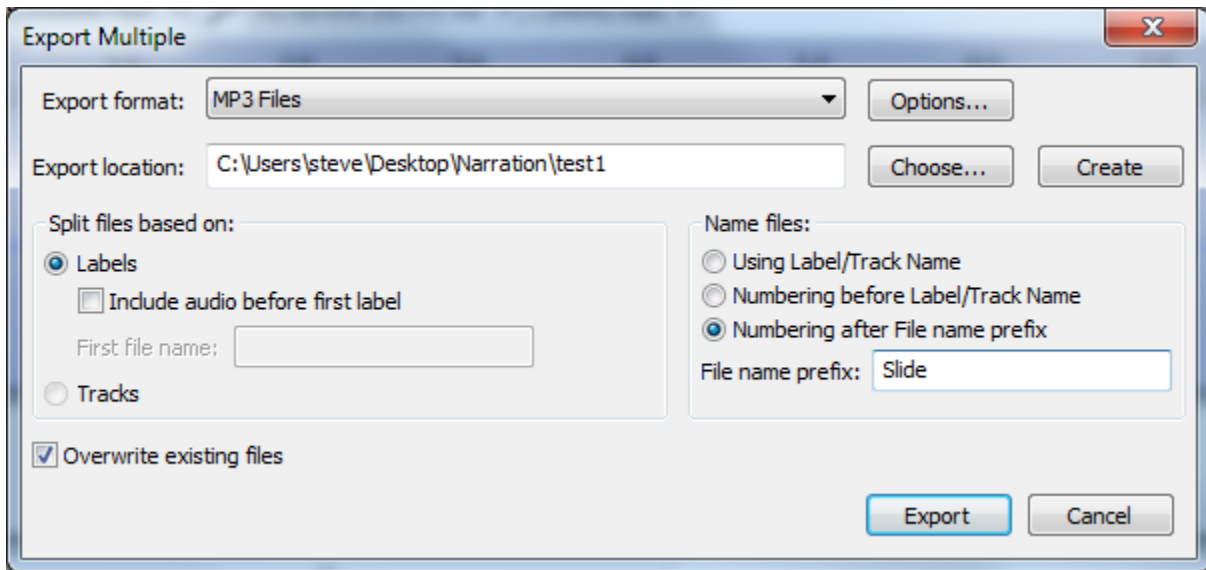 Export Multiple
Export format: MP3 Files Options...
Export location: C:\Users\steve\Desktop\Narration\test1 Choose... Create
Split files based on:
Labels
Include audio before first label
First file name:
Tracks
Name files:
Using Label/Track Name
Numbering before Label/Track Name
Numbering after File name prefix
File name prefix: Slide
Overwrite existing files
Export Cancel